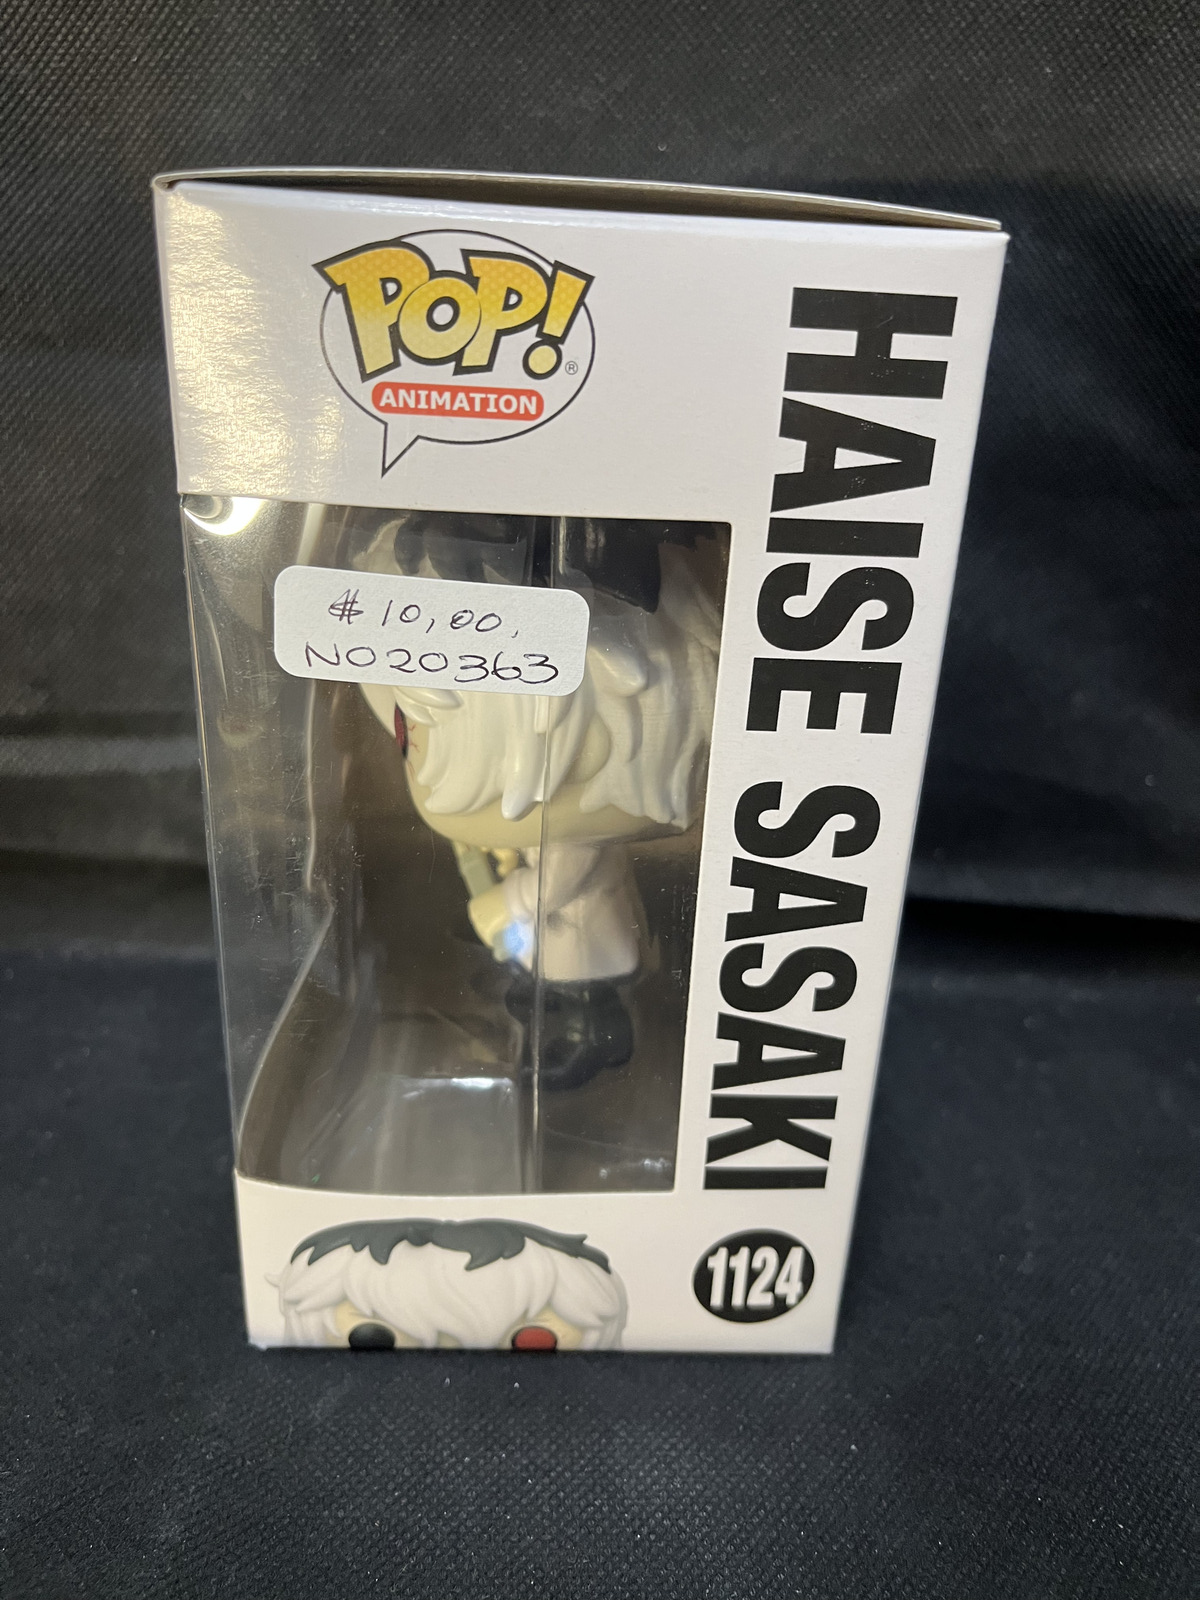 POP!
®
ANIMATION
$ 10,00,
NO20363
HAISE SASAKI
1124